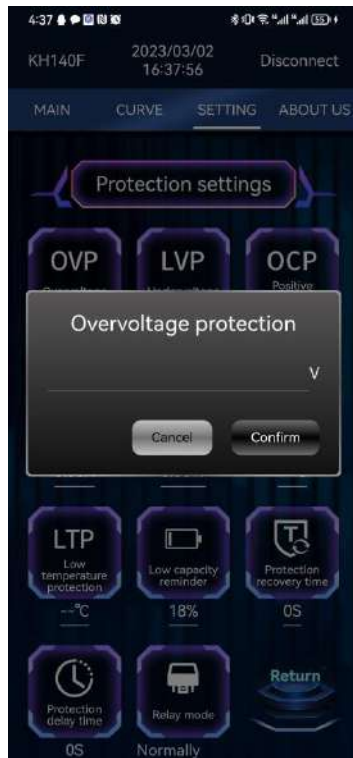 4:37
55
KH140F
2023/03/02
16:37:56
Disconnect
MAIN CURVE SETTING ABOUT US
Protection settings
OVP LVP OCP
Positive
Overvoltage protection
V
Cancel Confirm
LTP
Low
temperature
protection
Low capacity
reminder
Protection
recovery time
--°C 18% 0S
Protection
delay time
Relay mode
Return
0S Normally